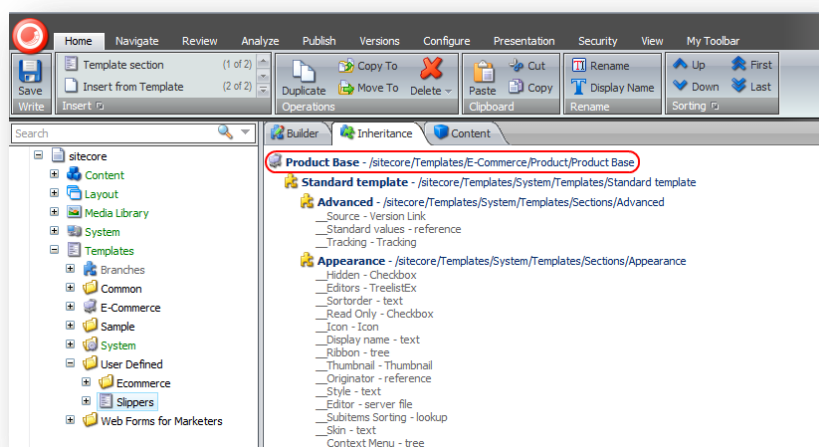 Home Navigate Review Analyze Publish Versions Configure Presentation Security View My Toolbar
Save
Write
Template section (1 of 2)
Insert from Template (2 of 2)
Insert
Duplicate
Copy To
Move To
Delete
Operations
Paste
Cut
Copy
Clipboard
Rename
Display Name
Rename
Up First
Down Last
Sorting
Search
sitecore
Content
Layout
Media Library
System
Templates
Branches
Common
E-Commerce
Sample
System
User Defined
Ecommerce
Slippers
Web Forms for Marketers
Builder Inheritance Content
Product Base - /sitecore/Templates/E-Commerce/Product/Product Base
Standard template - /sitecore/Templates/System/Templates/Standard template
Advanced - /sitecore/Templates/System/Templates/Sections/Advanced
__Source - Version Link
__Standard values - reference
__Tracking - Tracking
Appearance - /sitecore/Templates/System/Templates/Sections/Appearance
__Hidden - Checkbox
__Editors - TreelistEx
__Sortorder - text
__Read Only - Checkbox
__Icon - Icon
__Display name - text
__Ribbon - tree
__Thumbnail - Thumbnail
__Originator - reference
__Style - text
__Editor - server file
__Subitems Sorting - lookup
__Skin - text
__Context Menu - tree